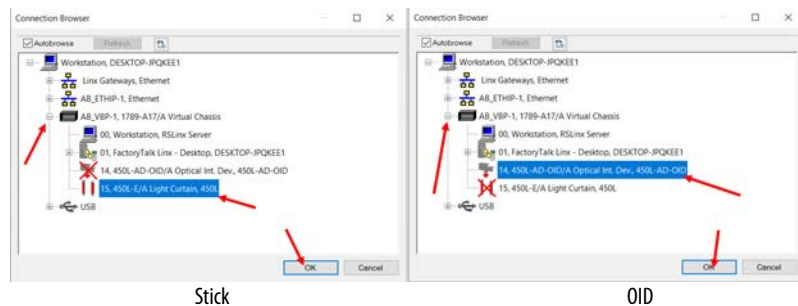 Connection Browser
Autobrowse Refresh
Workstation, DESKTOP-JPQKEE1
Linx Gateways, Ethernet
AB_ETHIP-1, Ethernet
AB_VBP-1, 1789-A17/A Virtual Chassis
00, Workstation, RSLinx Server
01, FactoryTalk Linx - Desktop, DESKTOP-JPQKEE1
14, 450L-AD-OID/A Optical Int. Dev., 450L-AD-OID
15, 450L-E/A Light Curtain, 450L
USB
OK Cancel
Stick
Connection Browser
Autobrowse Refresh
Workstation, DESKTOP-JPQKEE1
Linx Gateways, Ethernet
AB_ETHIP-1, Ethernet
AB_VBP-1, 1789-A17/A Virtual Chassis
00, Workstation, RSLinx Server
01, FactoryTalk Linx - Desktop, DESKTOP-JPQKEE1
14, 450L-AD-OID/A Optical Int. Dev., 450L-AD-OID
15, 450L-E/A Light Curtain, 450L
USB
OK Cancel
OID